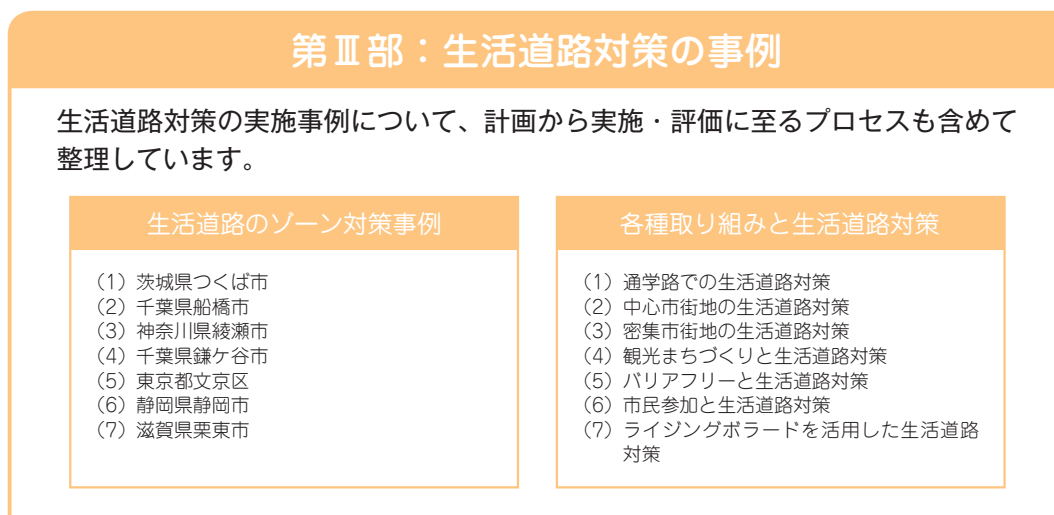 第Ⅲ部：生活道路対策の事例
生活道路対策の実施事例について、計画から実施・評価に至るプロセスも含めて
整理しています。
生活道路のゾーン対策事例
（1）茨城県つくば市
（2）千葉県船橋市
（3）神奈川県綾瀬市
（4）千葉県鎌ケ谷市
（5）東京都文京区
（6）静岡県静岡市
（7）滋賀県栗東市
各種取り組みと生活道路対策
（1）通学路での生活道路対策
（2）中心市街地の生活道路対策
（3）密集市街地の生活道路対策
（4）観光まちづくりと生活道路対策
（5）バリアフリーと生活道路対策
（6）市民参加と生活道路対策
（7）ライジングボラードを活用した生活道路
対策